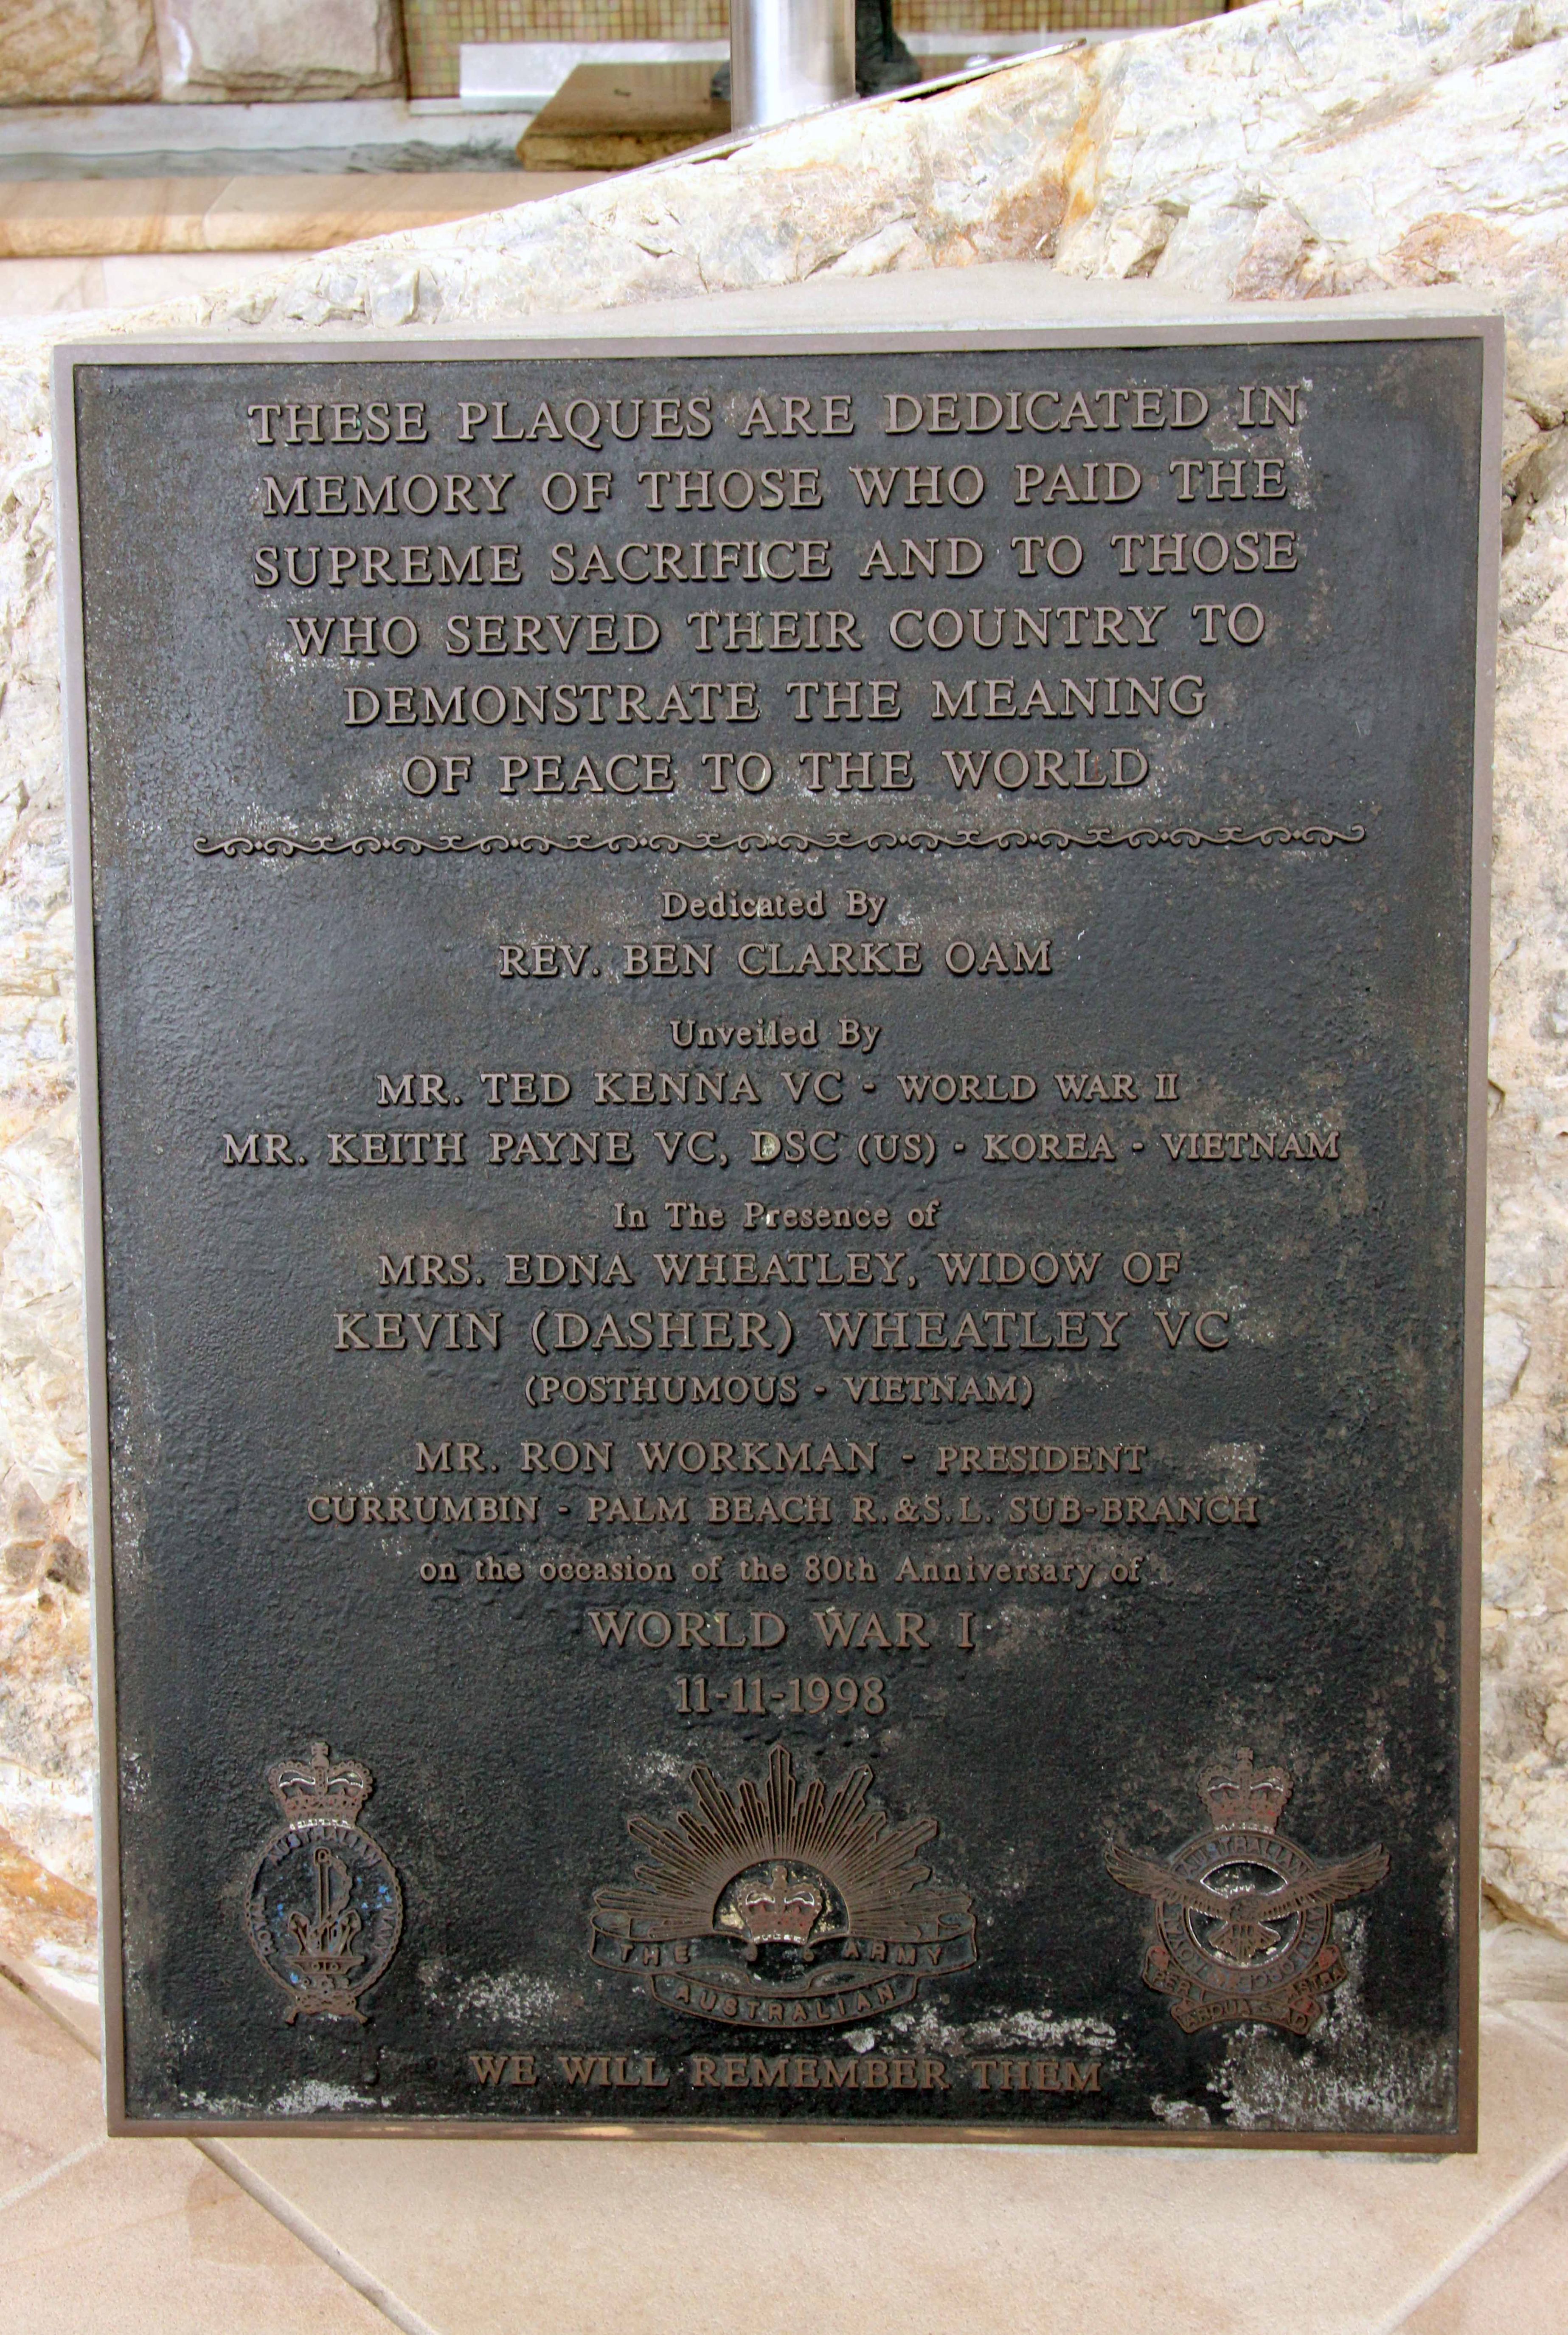 THESE PLAQUES ARE DEDICATED IN
MEMORY OF THOSE WHO PAID THE
SUPREME SACRIFICE AND TO THOSE
WHO SERVED THEIR COUNTRY TO
DEMONSTRATE THE MEANING
OF PEACE TO THE WORLD
Dedicated By
REV. BEN CLARKE OAM
Unveiled By
MR. TED KENNA VC - WORLD WAR II
MR. KEITH PAYNE VC, DSC (US) - KOREA - VIETNAM
In The Presence of
MRS. EDNA WHEATLEY, WIDOW OF
KEVIN (DASHER) WHEATLEY VC
(POSTHUMOUS - VIETNAM)
MR. RON WORKMAN - PRESIDENT
CURRUMBIN - PALM BEACH R.&S.L. SUB-BRANCH
on the occasion of the 80th Anniversary of
WORLD WAR I
11-11-1998
AUSTRALIAN
NAVY
THE ARMY
AUSTRALIAN
AUSTRALIAN
PER
WE WILL REMEMBER THEM